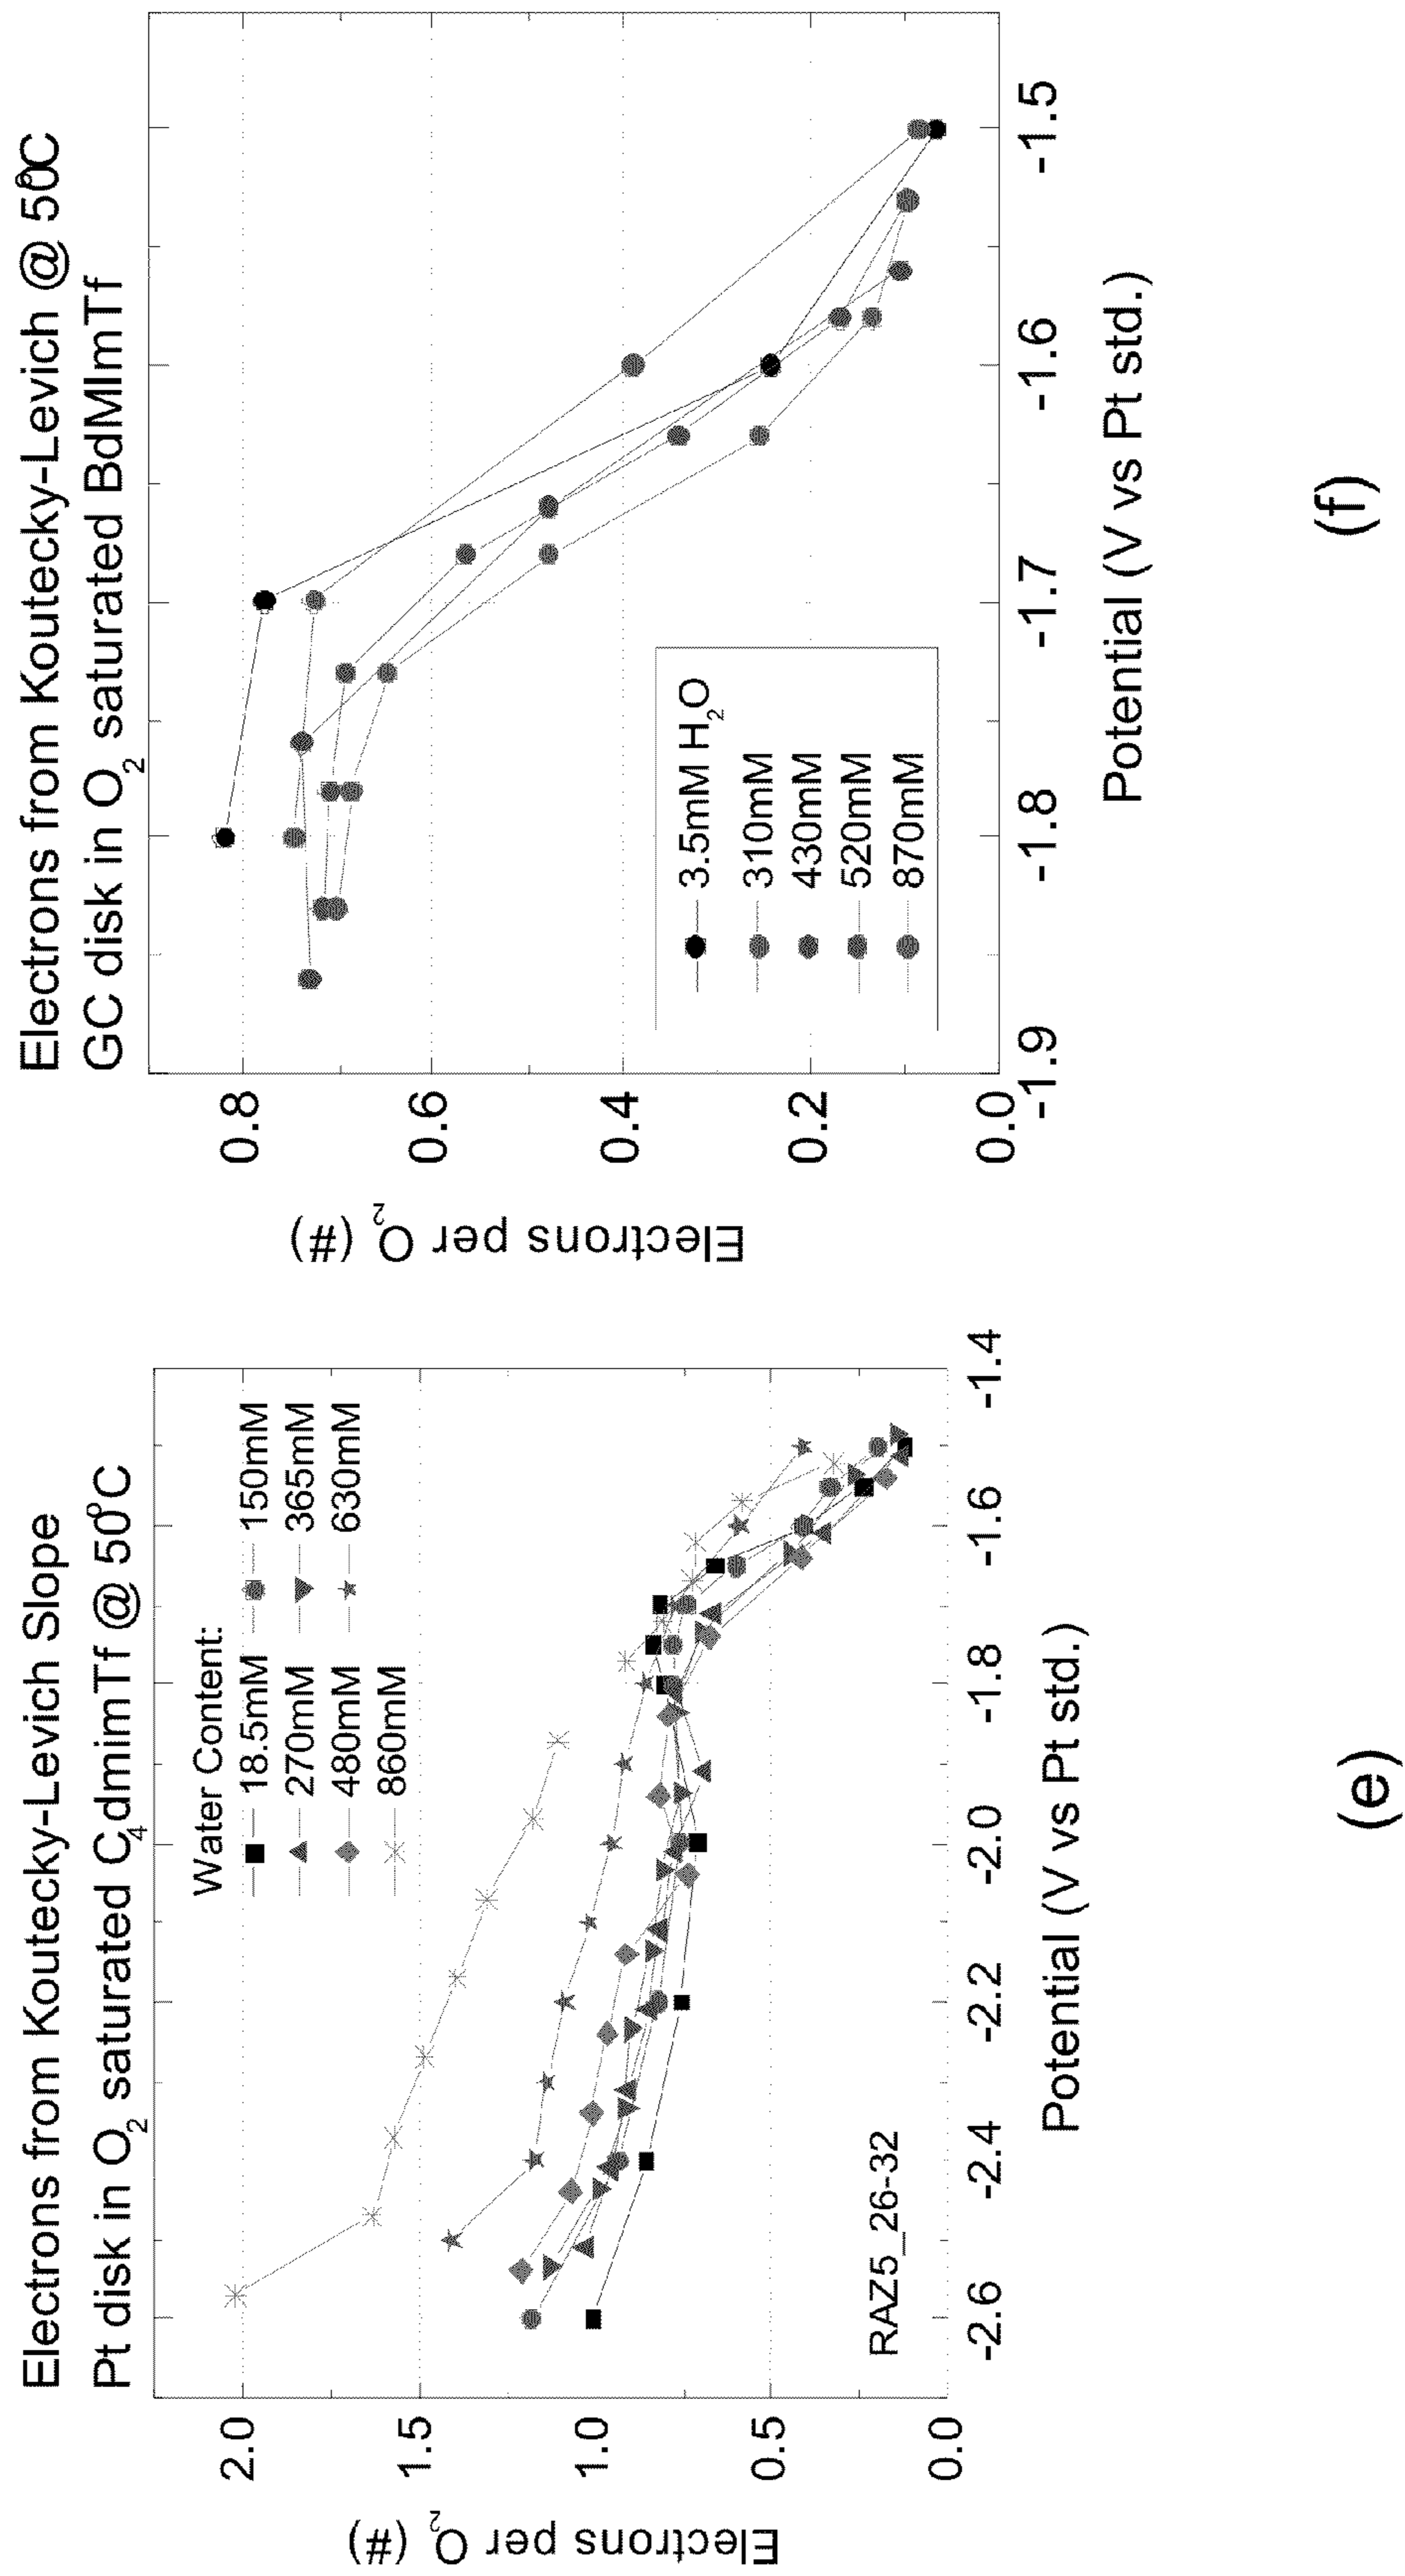 Electrons from Koutecky-Levich Slope
Pt disk in O2 saturated C4dmimTf @ 50°C
Water Content:
18.5mM 150mM
270mM 365mM
480mM 630mM
860mM
RAZ5_26-32
2.0
1.5
1.0
0.5
0.0
Electrons per O2 (#)
-2.6 -2.4 -2.2 -2.0 -1.8 -1.6 -1.4
Potential (V vs Pt std.)
(e)
Electrons from Koutecky-Levich @ 50°C
GC disk in O2 saturated BdMImTf
0.8
0.6
0.4
0.2
0.0
Electrons per O2 (#)
3.5mM H2O
310mM
430mM
520mM
870mM
-1.9 -1.8 -1.7 -1.6 -1.5
Potential (V vs Pt std.)
(f)